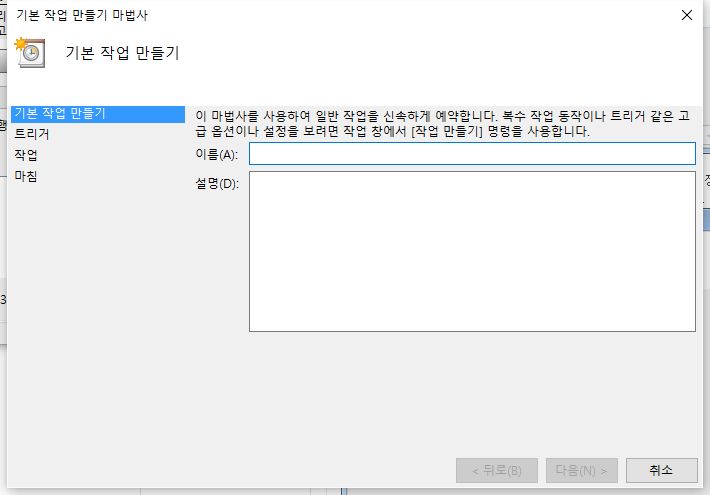 기본 작업 만들기 마법사
기본 작업 만들기
기본 작업 만들기
트리거
작업
마침
이 마법사를 사용하여 일반 작업을 신속하게 예약합니다. 복수 작업 동작이나 트리거 같은 고
급 옵션이나 설정을 보려면 작업 창에서 [작업 만들기] 명령을 사용합니다.
이름(A):
설명(D):
< 뒤로(B)
다음(N) >
취소